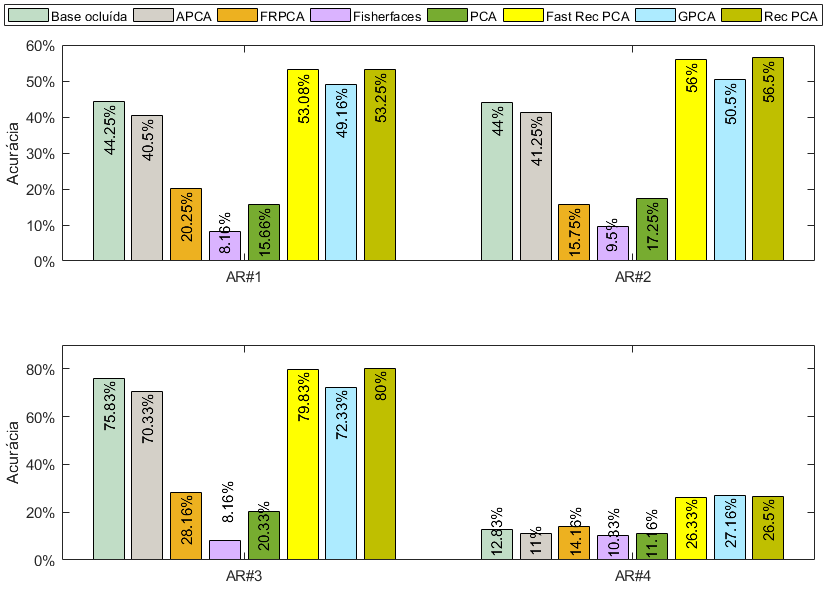 Base ocluída APCA FRPCA Fisherfaces PCA Fast Rec PCA GPCA Rec PCA
Acurácia
60%
50%
40%
30%
20%
10%
0%
44.25% 40.5% 20.25% 8.16% 15.66% 53.08% 49.16% 53.25%
44% 41.25% 15.75% 9.5% 17.25% 56% 50.5% 56.5%
AR#1 AR#2
Acurácia
80%
60%
40%
20%
0%
75.83% 70.33% 28.16% 8.16% 20.33% 79.83% 72.33% 80%
12.83% 11% 14.16% 10.33% 11.16% 26.33% 27.16% 26.5%
AR#3 AR#4